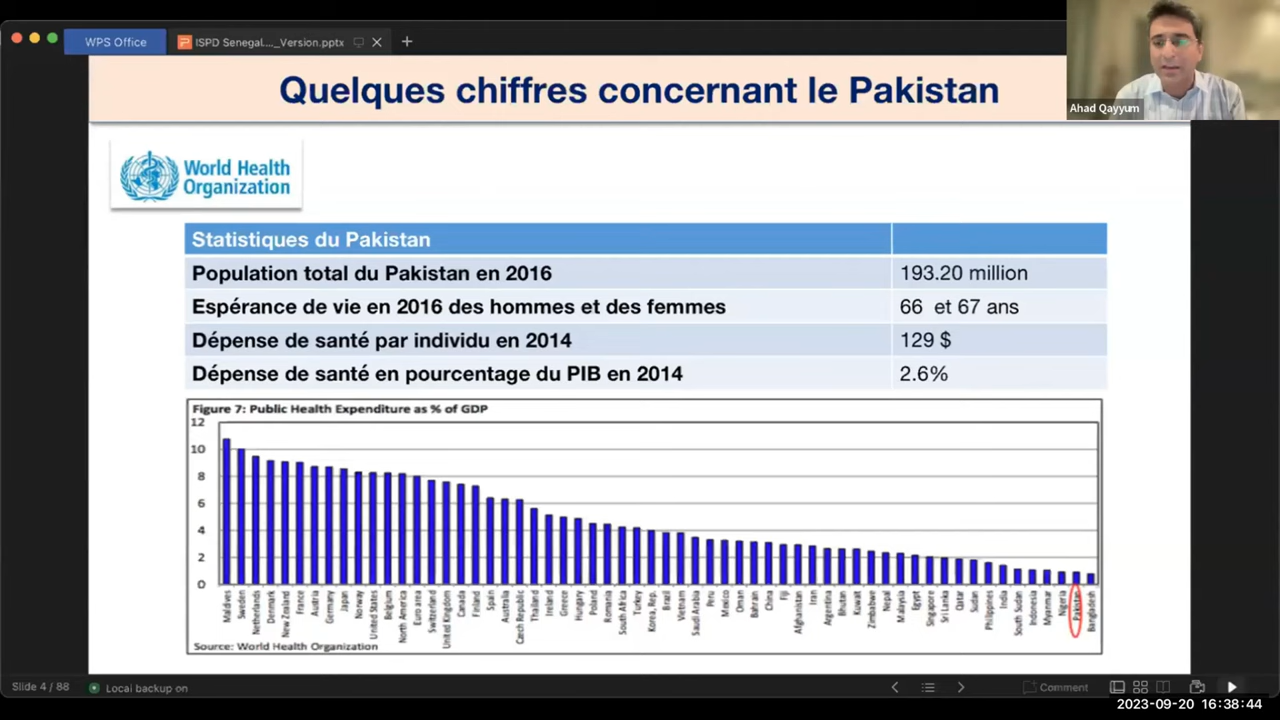 WPS Office
ISPD Senegal..._Version.pptx
Quelques chiffres concernant le Pakistan
Ahad Qayyum
World Health
Organization
Statistiques du Pakistan
Population total du Pakistan en 2016 193.20 million
Espérance de vie en 2016 des hommes et des femmes 66 et 67 ans
Dépense de santé par individu en 2014 129 $
Dépense de santé en pourcentage du PIB en 2014 2.6%
Figure 7: Public Health Expenditure as % of GDP
12
10
8
6
4
2
0
Maldives
Sweden
Netherlands
Denmark
New Zealand
France
Austria
Germany
Japan
Norway
United States
Belgium
North America
Euro area
Switzerland
United Kingdom
Canada
Finland
Spain
Australia
Czech Republic
Thailand
Ireland
Greece
Hungary
Poland
Romania
South Africa
Turkey
Korea, Rep.
Brazil
Vietnam
Saudi Arabia
Peru
Mexico
Oman
Bahrain
China
Fiji
Afghanistan
Iran
Argentina
Bhutan
Kuwait
Zimbabwe
Nepal
Malaysia
Egypt
Singapore
Sri Lanka
Qatar
Sudan
Philippines
India
South Sudan
Indonesia
Myanmar
Nigeria
Pakistan
Bangladesh
Source: World Health Organization
Slide 4 / 88
Local backup on
Comment
2023-09-20 16:38:44